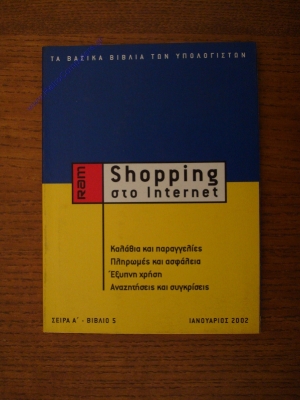 ΤΑ ΒΑΣΙΚΑ ΒΙΒΛΙΑ ΤΩΝ ΥΠΟΛΟΓΙΣΤΩΝ
RAM
Shopping
στο Internet
Καλάθια και παραγγελίες
Πληρωμές και ασφάλεια
Έξυπνη χρήση
Αναζητήσεις και συγκρίσεις
ΣΕΙΡΑ Α' - ΒΙΒΛΙΟ 5
ΙΑΝΟΥΑΡΙΟΣ 2002